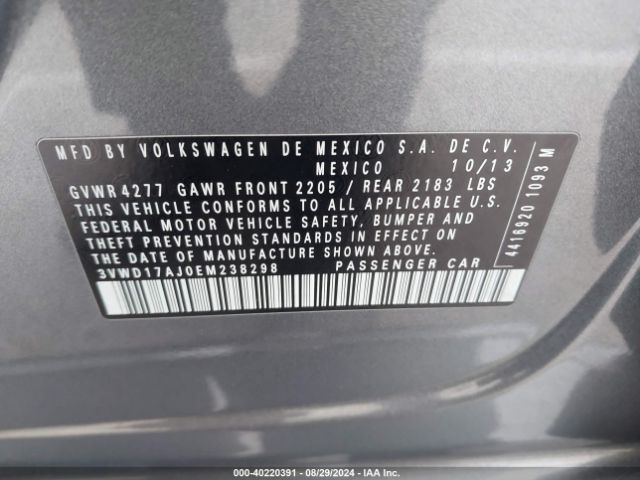 MFD BY VOLKSWAGEN DE MEXICO S.A. DE C.V.
MEXICO 10/13
GVWR 4277 GAWR FRONT 2205 / REAR 2183 LBS
THIS VEHICLE CONFORMS TO ALL APPLICABLE U.S.
FEDERAL MOTOR VEHICLE SAFETY, BUMPER AND
THEFT PREVENTION STANDARDS IN EFFECT ON
THE DATE OF MANUFACTURE SHOWN ABOVE.
3VWD17AJ0EM238298 PASSENGER CAR
4416920 1093 M
000-40220391 - 08/29/2024 - IAA Inc.